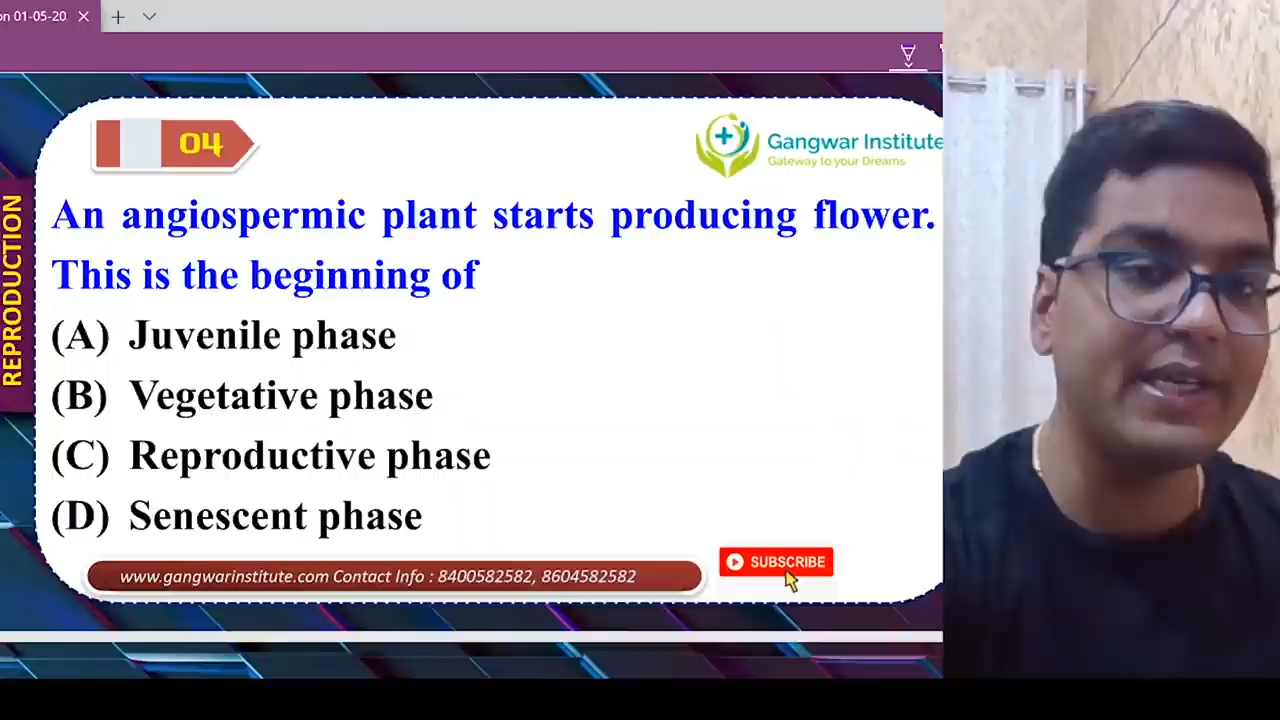 on 01-05-20
04
Gangwar Institute
Gateway to your Dreams
REPRODUCTION
An angiospermic plant starts producing flower.
This is the beginning of
(A) Juvenile phase
(B) Vegetative phase
(C) Reproductive phase
(D) Senescent phase
www.gangwarinstitute.com Contact Info : 8400582582, 8604582582
SUBSCRIBE